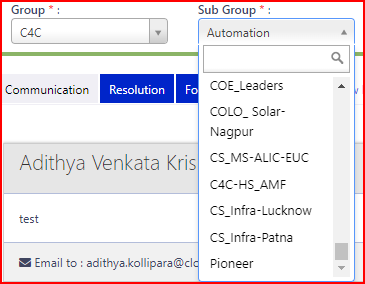 Group * :
Sub Group * :
C4C
Automation
COE_Leaders
COLO_ Solar-
Nagpur
CS_MS-ALIC-EUC
C4C-HS_AMF
CS_Infra-Lucknow
CS_Infra-Patna
Pioneer
Communication
Resolution
Adithya Venkata Kris
test
Email to : adithya.kollipara@clo